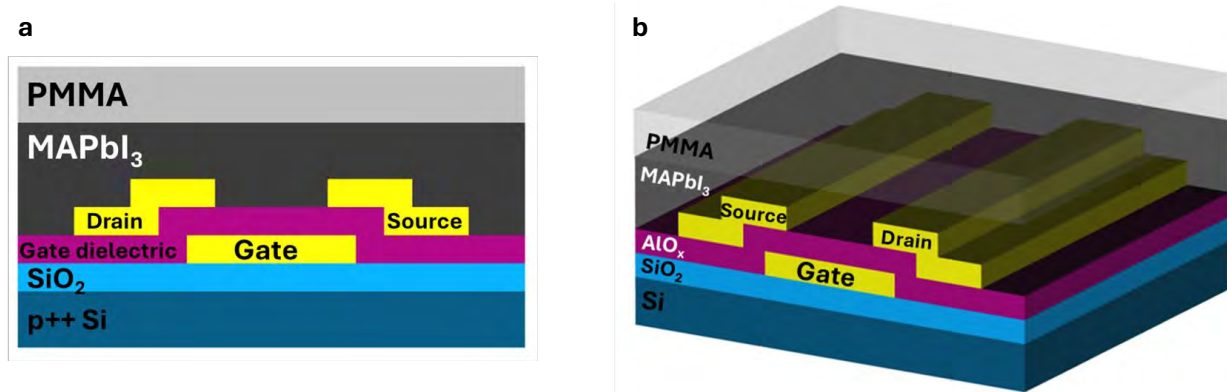 a
PMMA
MAPbI₃
Drain
Source
Gate dielectric
Gate
SiO₂
p++ Si
b
PMMA
MAPbI₃
Source
Drain
AlOₓ
Gate
SiO₂
Si